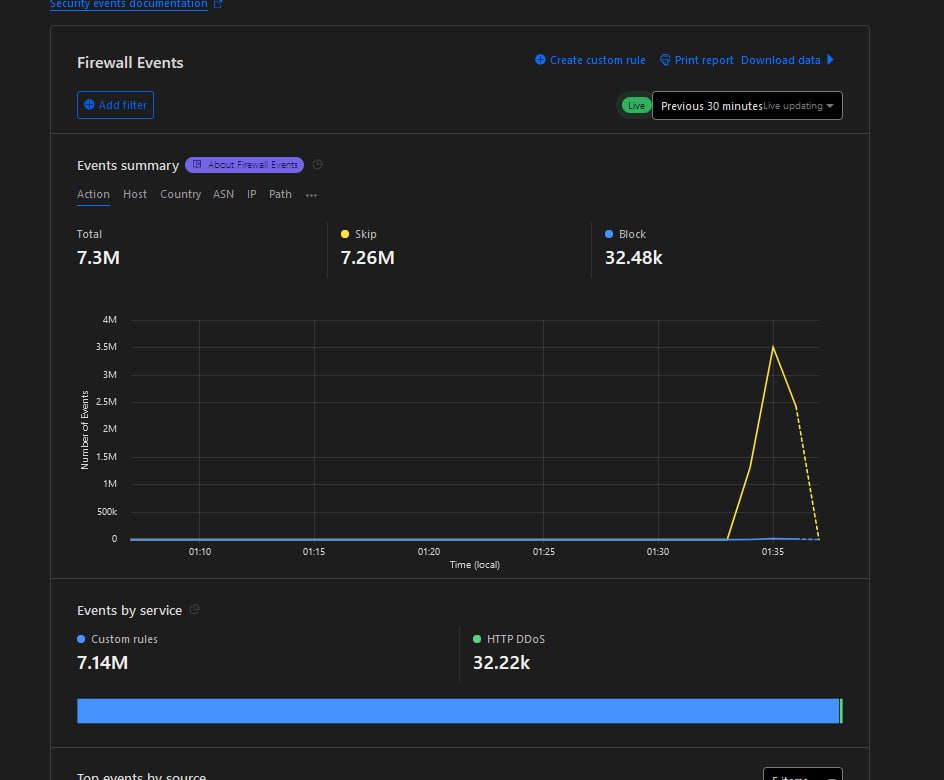 Security events documentation
Firewall Events
Create custom rule Print report Download data
Add filter
Live Previous 30 minutes Live updating
Events summary About Firewall Events
Action Host Country ASN IP Path ...
Total Skip Block
7.3M 7.26M 32.48k
4M
3.5M
3M
2.5M
2M
1.5M
1M
500k
0
Number of Events
01:10 01:15 01:20 01:25 01:30 01:35
Time (local)
Events by service
Custom rules HTTP DDoS
7.14M 32.22k
Top events by source 5 items